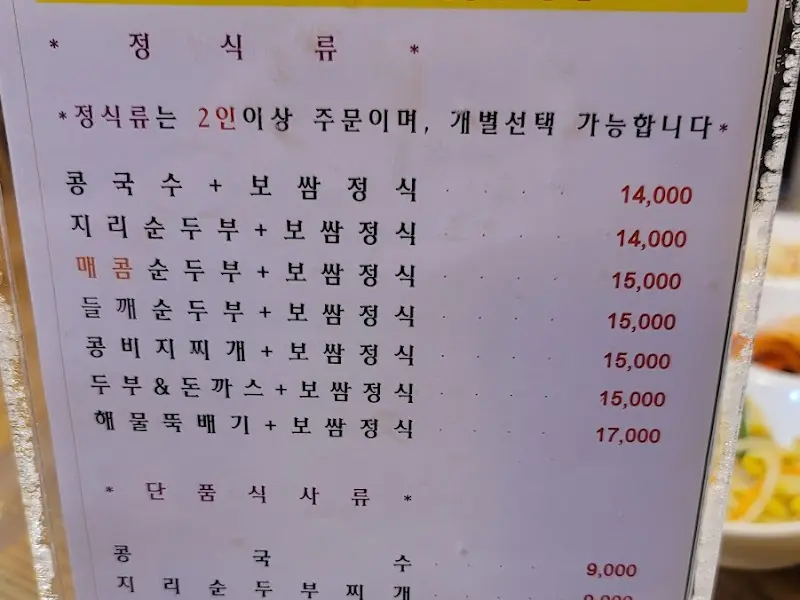 * 정 식 류 *
*정식류는 2인이상 주문이며, 개별선택 가능합니다*
콩 국 수 + 보 쌈 정 식 · · · · 14,000
지 리 순 두 부 + 보 쌈 정 식 · · · · 14,000
매 콤 순 두 부 + 보 쌈 정 식 · · · · 15,000
들 깨 순 두 부 + 보 쌈 정 식 · · · · 15,000
콩 비 지 찌 개 + 보 쌈 정 식 · · · · 15,000
두 부 & 돈 까 스 + 보 쌈 정 식 · · · · 15,000
해 물 뚝 배 기 + 보 쌈 정 식 · · · · 17,000
* 단 품 식 사 류 *
콩 국 수 · · · · 9,000
지 리 순 두 부 찌 개